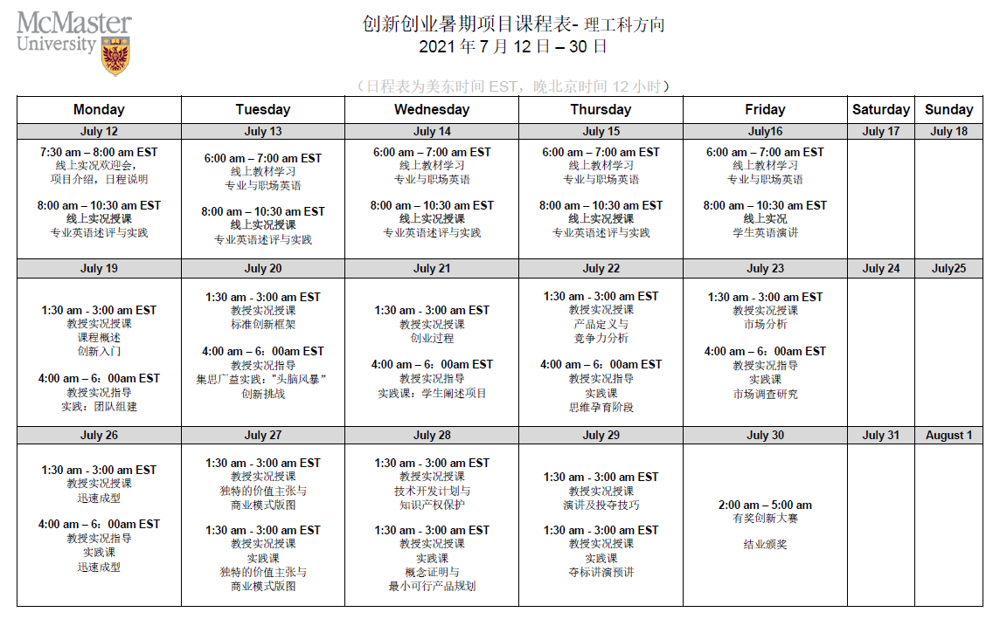 McMaster
University
创新创业暑期项目课程表- 理工科方向
2021 年 7 月 12 日 – 30 日
（日程表为美东时间 EST，晚北京时间 12 小时）
Monday
Tuesday
Wednesday
Thursday
Friday
Saturday
Sunday
July 12
July 13
July 14
July 15
July16
July 17
July 18
7:30 am – 8:00 am EST
线上实况欢迎会，
项目介绍，日程说明
8:00 am – 10:30 am EST
线上实况授课
专业英语述评与实践
6:00 am – 7:00 am EST
线上教材学习
专业与职场英语
8:00 am – 10:30 am EST
线上实况授课
专业英语述评与实践
6:00 am – 7:00 am EST
线上教材学习
专业与职场英语
8:00 am – 10:30 am EST
线上实况授课
专业英语述评与实践
6:00 am – 7:00 am EST
线上教材学习
专业与职场英语
8:00 am – 10:30 am EST
线上实况授课
专业英语述评与实践
6:00 am – 7:00 am EST
线上教材学习
专业与职场英语
8:00 am – 10:30 am EST
线上实况
学生英语演讲
July 19
July 20
July 21
July 22
July 23
July 24
July25
1:30 am - 3:00 am EST
教授实况授课
课程概述
创新入门
4:00 am – 6：00am EST
教授实况指导
实践：团队组建
1:30 am - 3:00 am EST
教授实况授课
标准创新框架
4:00 am – 6：00am EST
教授实况指导
集思广益实践："头脑风暴”
创新挑战
1:30 am - 3:00 am EST
教授实况授课
创业过程
4:00 am – 6：00am EST
教授实况指导
实践课：学生阐述项目
1:30 am - 3:00 am EST
教授实况授课
产品定义与
竞争力分析
4:00 am – 6：00am EST
教授实况指导
实践课
思维孕育阶段
1:30 am - 3:00 am EST
教授实况授课
市场分析
4:00 am – 6：00am EST
教授实况指导
实践课
市场调查研究
July 26
July 27
July 28
July 29
July 30
July 31
August 1
1:30 am - 3:00 am EST
教授实况授课
迅速成型
4:00 am – 6：00am EST
教授实况指导
实践课
迅速成型
1:30 am - 3:00 am EST
教授实况授课
独特的价值主张与
商业模式版图
1:30 am - 3:00 am EST
教授实况授课
实践课
独特的价值主张与
商业模式版图
1:30 am - 3:00 am EST
教授实况授课
技术开发计划与
知识产权保护
1:30 am - 3:00 am EST
教授实况授课
实践课
概念证明与
最小可行产品规划
1:30 am - 3:00 am EST
教授实况授课
演讲及投夺技巧
1:30 am - 3:00 am EST
教授实况授课
实践课
夺标讲演预讲
2:00 am – 5:00 am
有奖创新大赛
结业颁奖